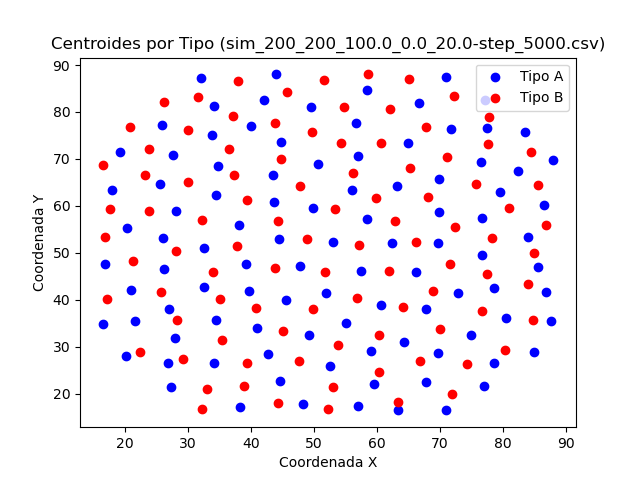 Centroides por Tipo (sim_200_200_100.0_0.0_20.0-step_5000.csv)
Tipo A
Tipo B
Coordenada Y
90
80
70
60
50
40
30
20
20 30 40 50 60 70 80 90
Coordenada X